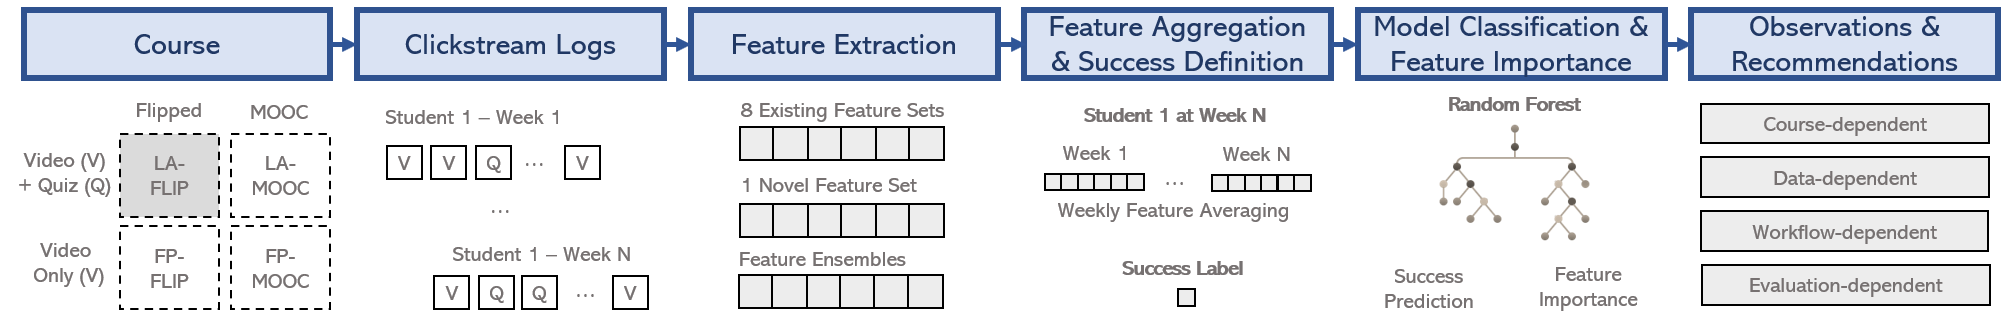 Course
Clickstream Logs
Feature Extraction
Feature Aggregation
& Success Definition
Model Classification &
Feature Importance
Observations &
Recommendations
Flipped
MOOC
Video (V)
+ Quiz (Q)
LA-
FLIP
LA-
MOOC
Video
Only (V)
FP-
FLIP
FP-
MOOC
Student 1 – Week 1
V V Q ... V
...
Student 1 – Week N
V Q Q ... V
8 Existing Feature Sets
1 Novel Feature Set
Feature Ensembles
Student 1 at Week N
Week 1
Week N
...
Weekly Feature Averaging
Success Label
Random Forest
Success
Prediction
Feature
Importance
Course-dependent
Data-dependent
Workflow-dependent
Evaluation-dependent